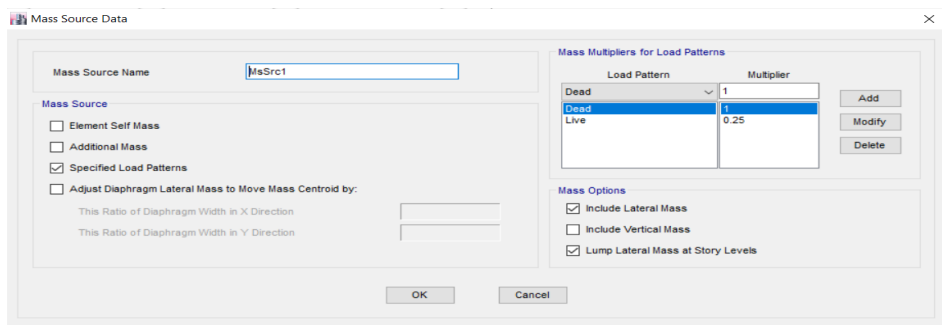 Mass Source Data
Mass Source Name
MsSrc1
Mass Source
Element Self Mass
Additional Mass
Specified Load Patterns
Adjust Diaphragm Lateral Mass to Move Mass Centroid by:
This Ratio of Diaphragm Width in X Direction
This Ratio of Diaphragm Width in Y Direction
Mass Multipliers for Load Patterns
Load Pattern Multiplier
Dead 1
Dead 1
Live 0.25
Add
Modify
Delete
Mass Options
Include Lateral Mass
Include Vertical Mass
Lump Lateral Mass at Story Levels
OK Cancel